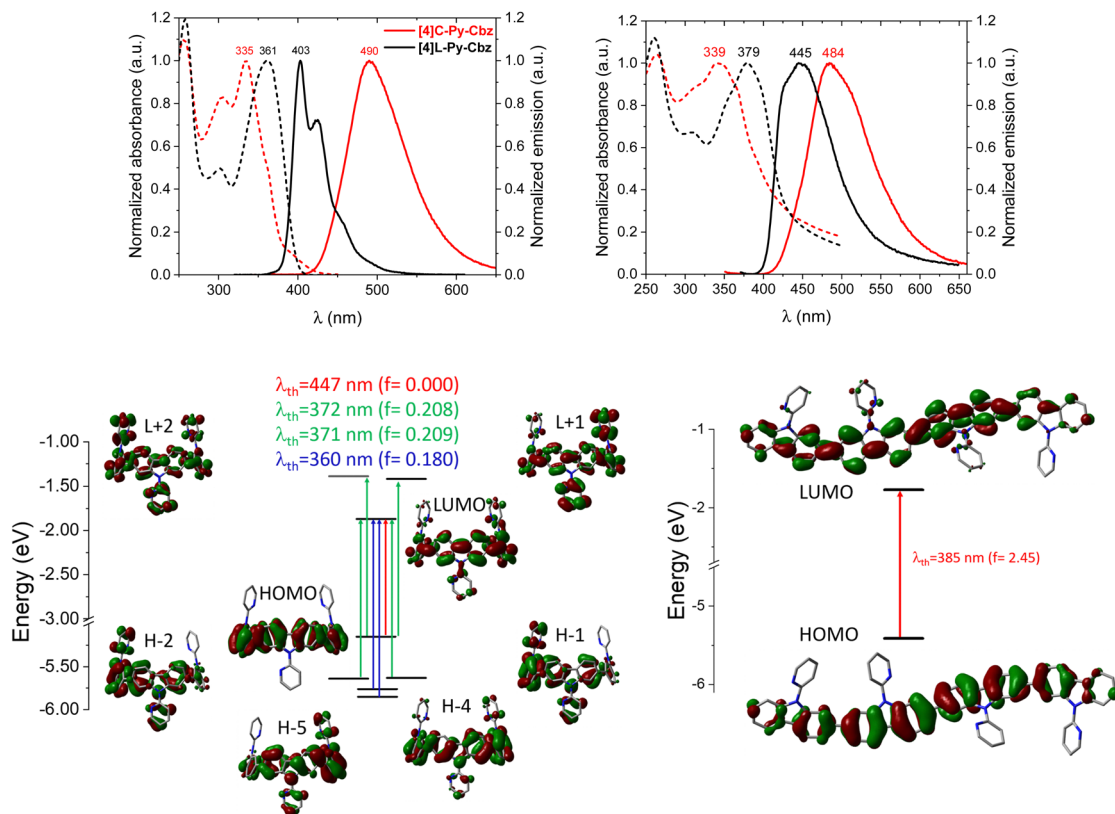 [4]C-Py-Cbz
[4]L-Py-Cbz
335 361 403 490
1.2 1.0 0.8 0.6 0.4 0.2 0.0
Normalized absorbance (a.u.)
1.2 1.0 0.8 0.6 0.4 0.2 0.0
Normalized emission (a.u.)
300 400 500 600
λ (nm)
339 379 445 484
1.2 1.0 0.8 0.6 0.4 0.2 0.0
Normalized absorbance (a.u.)
1.2 1.0 0.8 0.6 0.4 0.2 0.0
Normalized emission (a.u.)
250 300 350 400 450 500 550 600 650
λ (nm)
λth=447 nm (f= 0.000)
λth=372 nm (f= 0.208)
λth=371 nm (f= 0.209)
λth=360 nm (f= 0.180)
L+2
L+1
Energy (eV)
-1.00
-1.50
-2.00
-2.50
-3.00
-5.50
-6.00
LUMO
HOMO
H-2
H-1
H-5
H-4
Energy (eV)
-1
-2
-5
-6
LUMO
λth=385 nm (f= 2.45)
HOMO